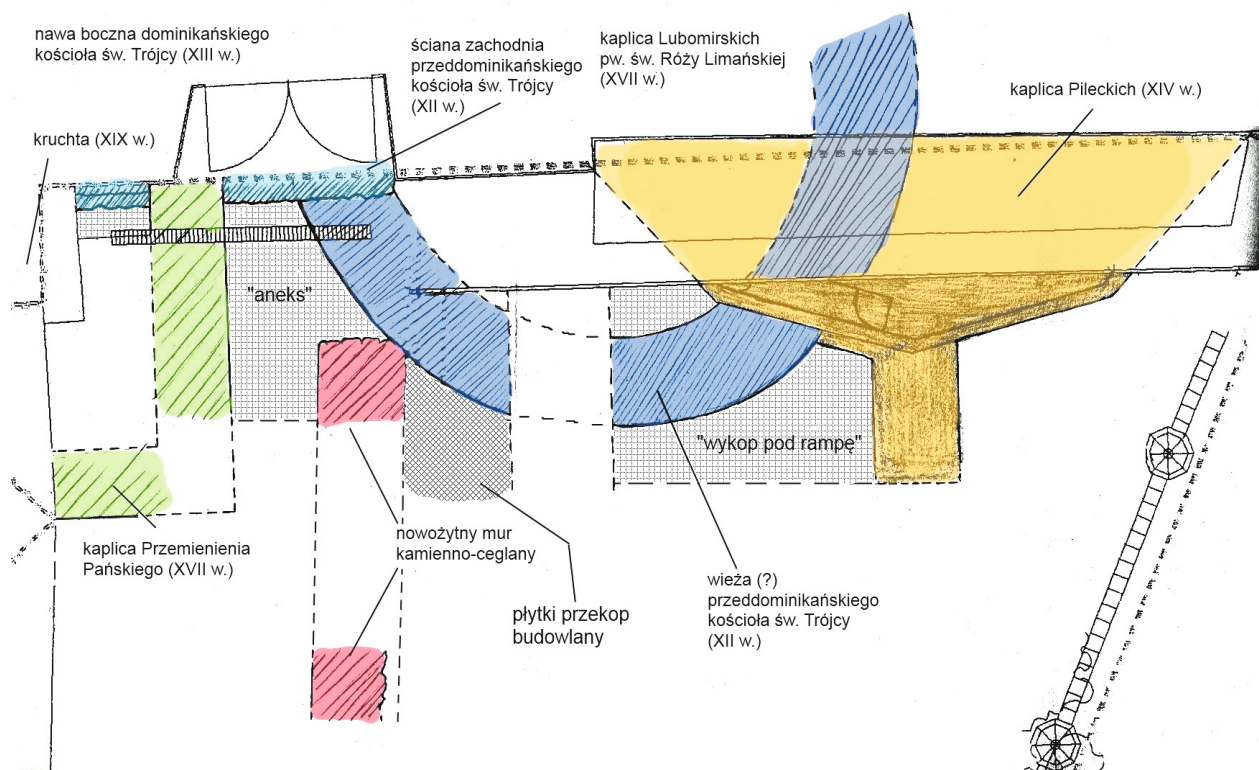 nawa boczna dominikańskiego
kościoła św. Trójcy (XIII w.)
ściana zachodnia
przeddominikańskiego
kościoła św. Trójcy
(XII w.)
kaplica Lubomirskich
pw. św. Róży Limańskiej
(XVII w.)
kaplica Pileckich (XIV w.)
kruchta (XIX w.)
"aneks"
"wykop pod rampę"
kaplica Przemienienia
Pańskiego (XVII w.)
nowożytny mur
kamienno-ceglany
płytki przekop
budowlany
wieża (?)
przeddominikańskiego
kościoła św. Trójcy
(XII w.)